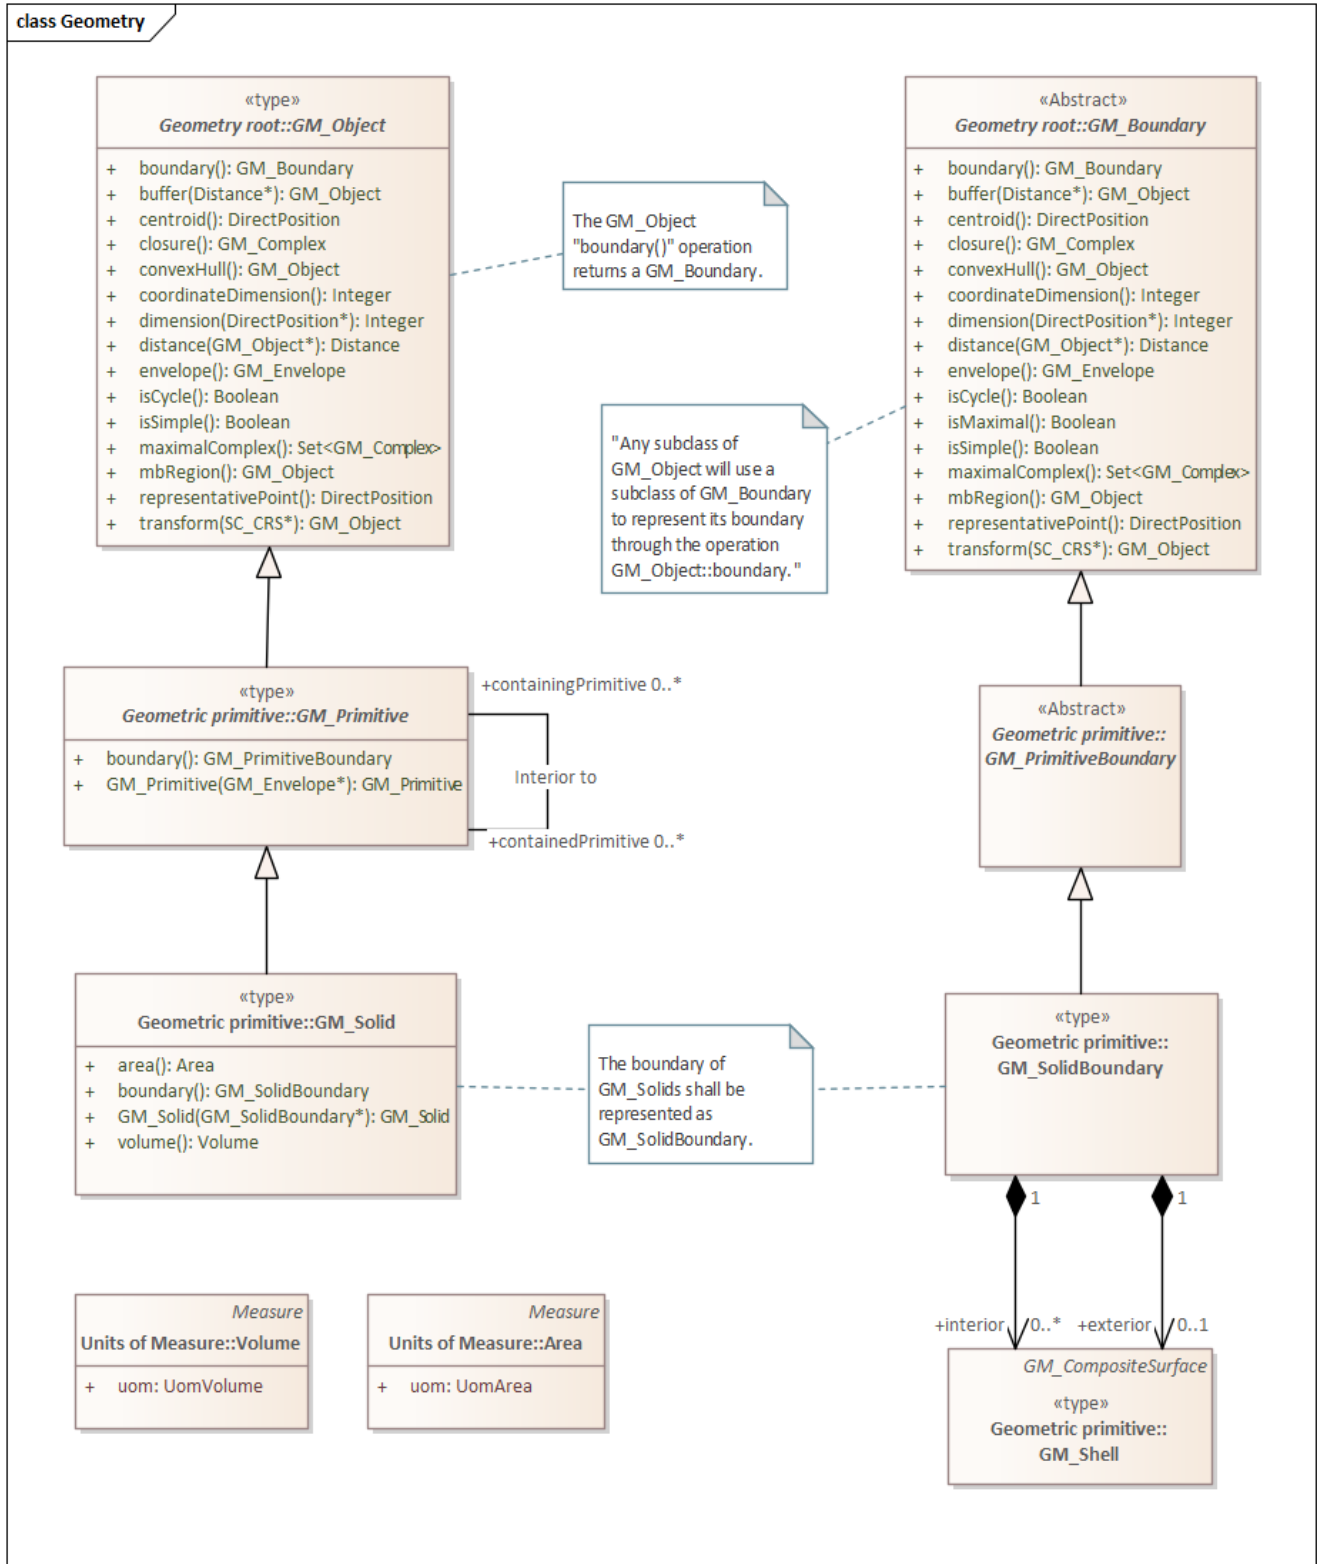 class Geometry
«type»
Geometry root::GM_Object
+ boundary(): GM_Boundary
+ buffer(Distance*): GM_Object
+ centroid(): DirectPosition
+ closure(): GM_Complex
+ convexHull(): GM_Object
+ coordinateDimension(): Integer
+ dimension(DirectPosition*): Integer
+ distance(GM_Object*): Distance
+ envelope(): GM_Envelope
+ isCycle(): Boolean
+ isSimple(): Boolean
+ maximalComplex(): Set<GM_Complex>
+ mbRegion(): GM_Object
+ representativePoint(): DirectPosition
+ transform(SC_CRS*): GM_Object
The GM_Object
"boundary()" operation
returns a GM_Boundary.
«Abstract»
Geometry root::GM_Boundary
+ boundary(): GM_Boundary
+ buffer(Distance*): GM_Object
+ centroid(): DirectPosition
+ closure(): GM_Complex
+ convexHull(): GM_Object
+ coordinateDimension(): Integer
+ dimension(DirectPosition*): Integer
+ distance(GM_Object*): Distance
+ envelope(): GM_Envelope
+ isCycle(): Boolean
+ isMaximal(): Boolean
+ isSimple(): Boolean
+ maximalComplex(): Set<GM_Complex>
+ mbRegion(): GM_Object
+ representativePoint(): DirectPosition
+ transform(SC_CRS*): GM_Object
"Any subclass of
GM_Object will use a
subclass of GM_Boundary
to represent its boundary
through the operation
GM_Object::boundary."
«type»
Geometric primitive::GM_Primitive
+ boundary(): GM_PrimitiveBoundary
+ GM_Primitive(GM_Envelope*): GM_Primitive
+containingPrimitive 0..*
Interior to
+containedPrimitive 0..*
«Abstract»
Geometric primitive::
GM_PrimitiveBoundary
«type»
Geometric primitive::GM_Solid
+ area(): Area
+ boundary(): GM_SolidBoundary
+ GM_Solid(GM_SolidBoundary*): GM_Solid
+ volume(): Volume
The boundary of
GM_Solids shall be
represented as
GM_SolidBoundary.
«type»
Geometric primitive::
GM_SolidBoundary
1
1
+interior 0..*
+exterior 0..1
Measure
Units of Measure::Volume
+ uom: UomVolume
Measure
Units of Measure::Area
+ uom: UomArea
GM_CompositeSurface
«type»
Geometric primitive::
GM_Shell